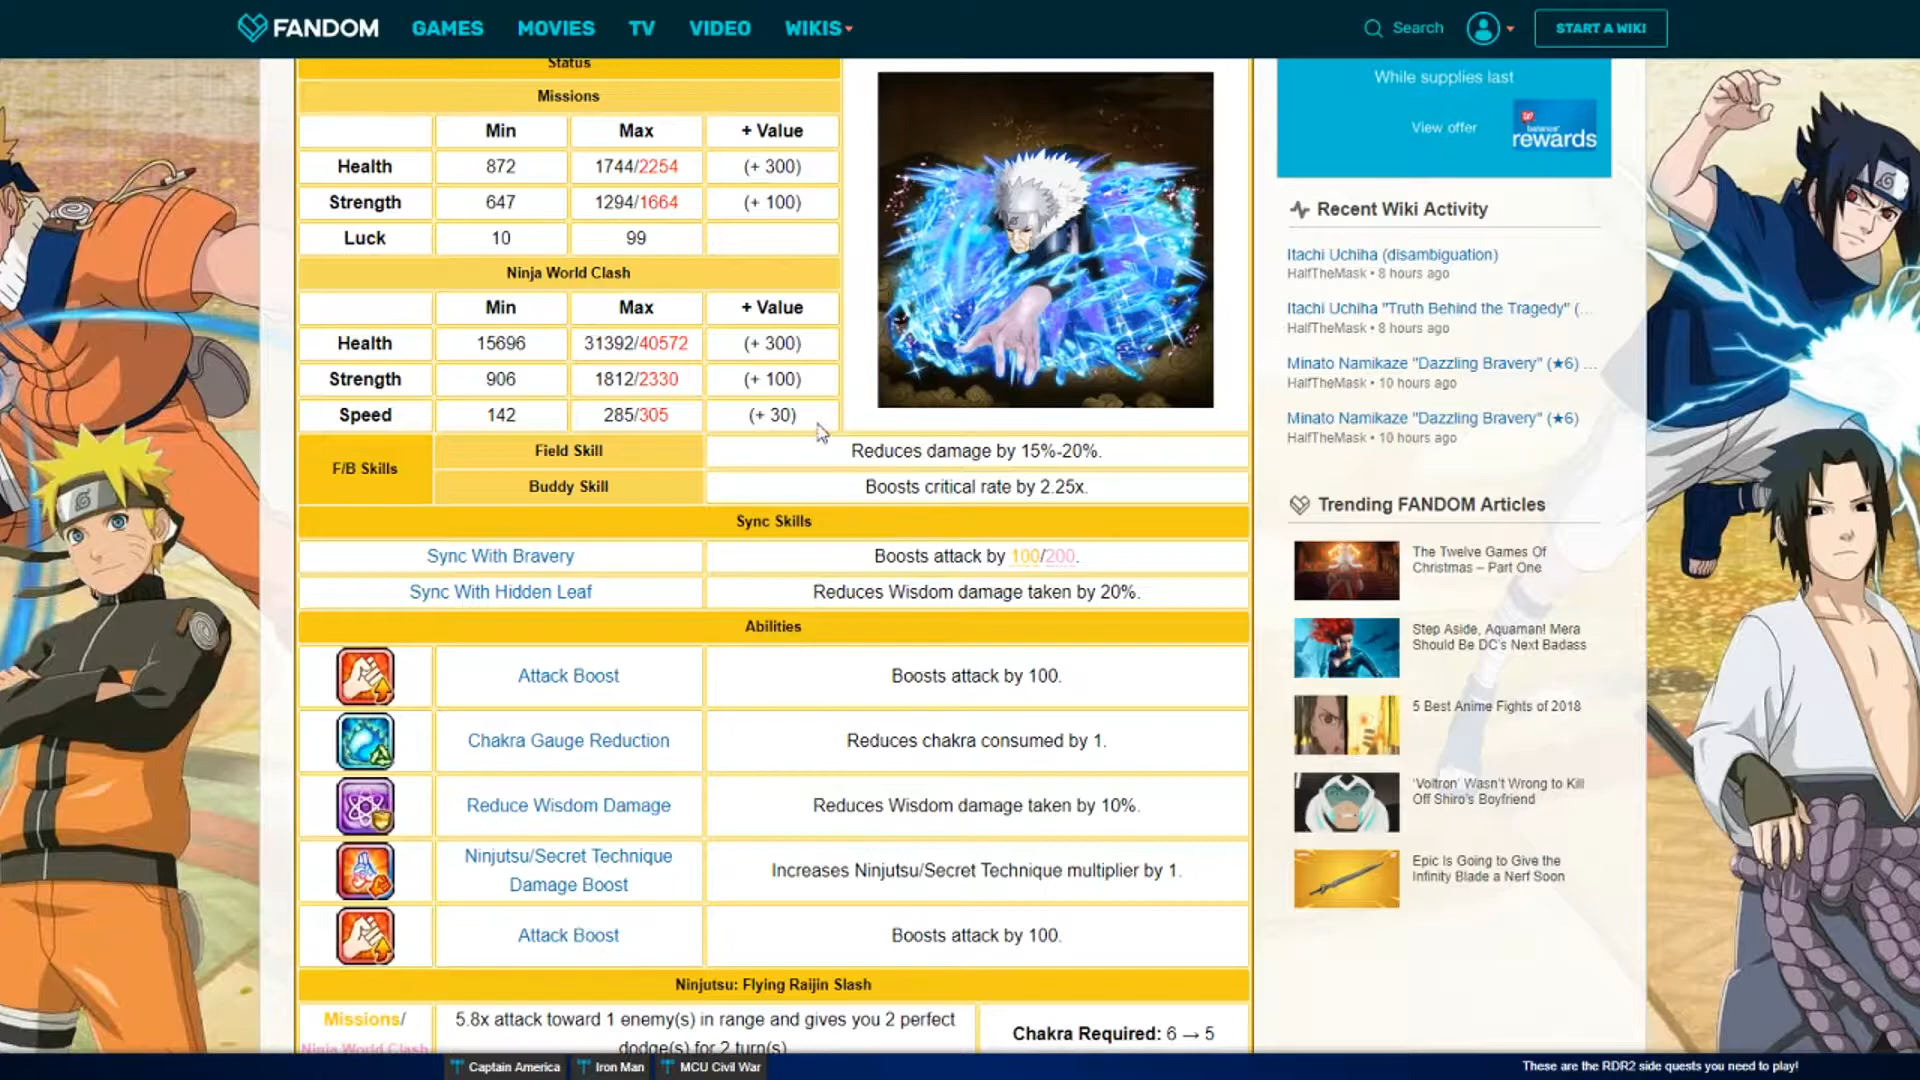 FANDOM GAMES MOVIES TV VIDEO WIKIS Search START A WIKI
Status
Missions
Min Max + Value
Health 872 1744/2254 (+ 300)
Strength 647 1294/1664 (+ 100)
Luck 10 99
Ninja World Clash
Min Max + Value
Health 15696 31392/40572 (+ 300)
Strength 906 1812/2330 (+ 100)
Speed 142 285/305 (+ 30)
F/B Skills
Field Skill Reduces damage by 15%-20%.
Buddy Skill Boosts critical rate by 2.25x.
Sync Skills
Sync With Bravery Boosts attack by 100/200.
Sync With Hidden Leaf Reduces Wisdom damage taken by 20%.
Abilities
Attack Boost Boosts attack by 100.
Chakra Gauge Reduction Reduces chakra consumed by 1.
Reduce Wisdom Damage Reduces Wisdom damage taken by 10%.
Ninjutsu/Secret Technique
Damage Boost
Increases Ninjutsu/Secret Technique multiplier by 1.
Attack Boost Boosts attack by 100.
Ninjutsu: Flying Raijin Slash
Missions/
Ninja World Clash
5.8x attack toward 1 enemy(s) in range and gives you 2 perfect
dodge(s) for 2 turn(s)
Chakra Required: 6 → 5
While supplies last
View offer
balance
rewards
Recent Wiki Activity
Itachi Uchiha (disambiguation)
HalfTheMask • 8 hours ago
Itachi Uchiha "Truth Behind the Tragedy" (...
HalfTheMask • 8 hours ago
Minato Namikaze "Dazzling Bravery" (★6) ...
HalfTheMask • 10 hours ago
Minato Namikaze "Dazzling Bravery" (★6)
HalfTheMask • 10 hours ago
Trending FANDOM Articles
The Twelve Games Of
Christmas – Part One
Step Aside, Aquaman! Mera
Should Be DC's Next Badass
5 Best Anime Fights of 2018
'Voltron' Wasn't Wrong to Kill
Off Shiro's Boyfriend
Epic Is Going to Give the
Infinity Blade a Nerf Soon
Captain America Iron Man MCU Civil War
These are the RDR2 side quests you need to play!